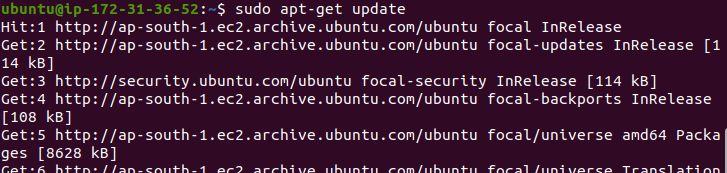 ubuntu@ip-172-31-36-52:~$ sudo apt-get update
Hit:1 http://ap-south-1.ec2.archive.ubuntu.com/ubuntu focal InRelease
Get:2 http://ap-south-1.ec2.archive.ubuntu.com/ubuntu focal-updates InRelease [1
14 kB]
Get:3 http://security.ubuntu.com/ubuntu focal-security InRelease [114 kB]
Get:4 http://ap-south-1.ec2.archive.ubuntu.com/ubuntu focal-backports InRelease
[108 kB]
Get:5 http://ap-south-1.ec2.archive.ubuntu.com/ubuntu focal/universe amd64 Packa
ges [8628 kB]
Get:6 http://ap-south-1.ec2.archive.ubuntu.com/ubuntu focal/universe Translation